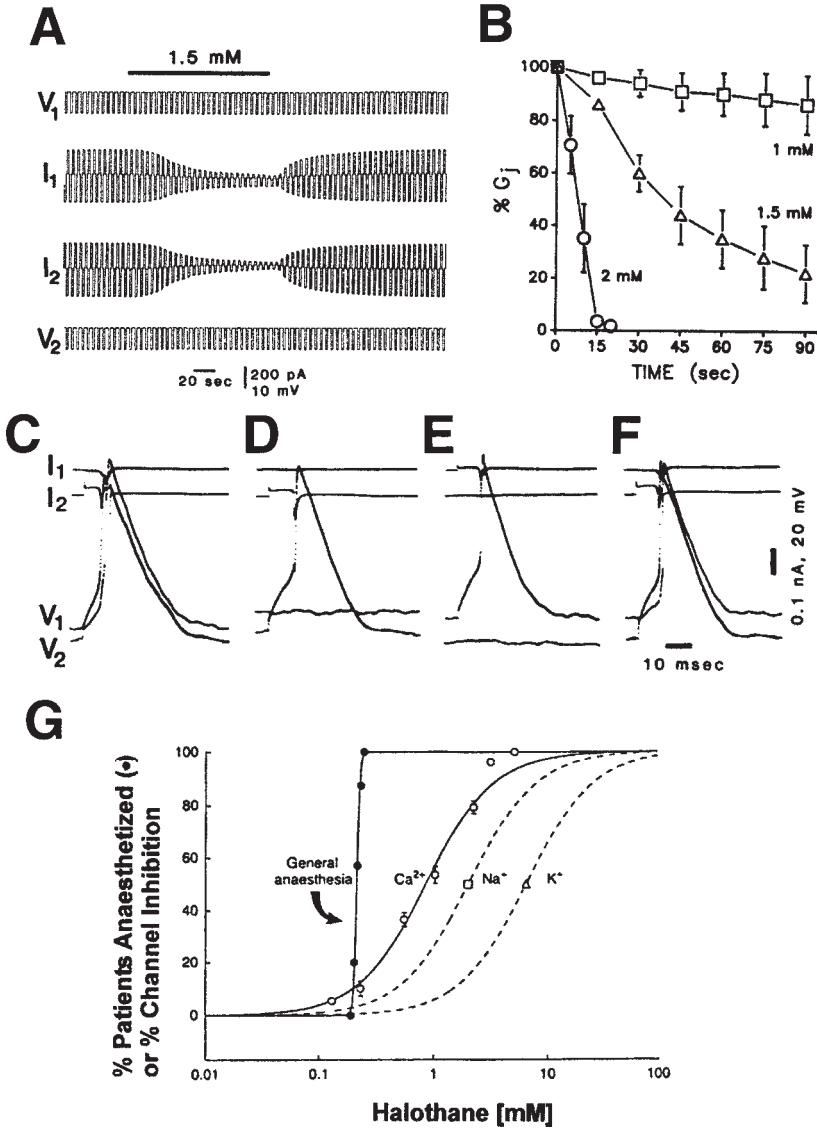 A
1.5 mM
V1
I1
I2
V2
20 sec
200 pA
10 mV
B
% Gj
100
80
60
40
20
0
1 mM
1.5 mM
2 mM
0 15 30 45 60 75 90
TIME (sec)
C D E F
I1
I2
V1
V2
0.1 nA, 20 mV
10 msec
G
% Patients Anaesthetized (•)
or % Channel Inhibition
100
80
60
40
20
0
General
anaesthesia
Ca2+
Na+
K+
0.01 0.1 1 10 100
Halothane [mM]